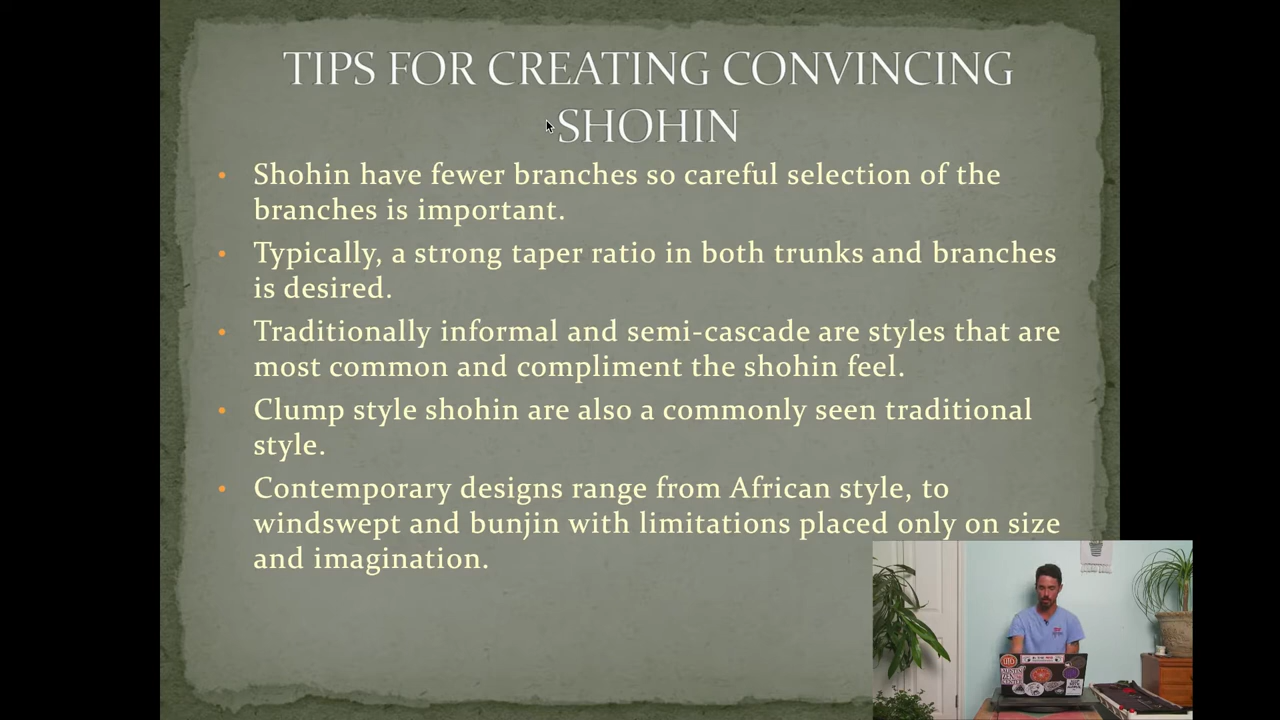 TIPS FOR CREATING CONVINCING
SHOHIN
• Shohin have fewer branches so careful selection of the
branches is important.
• Typically, a strong taper ratio in both trunks and branches
is desired.
• Traditionally informal and semi-cascade are styles that are
most common and compliment the shohin feel.
• Clump style shohin are also a commonly seen traditional
style.
• Contemporary designs range from African style, to
windswept and bunjin with limitations placed only on size
and imagination.